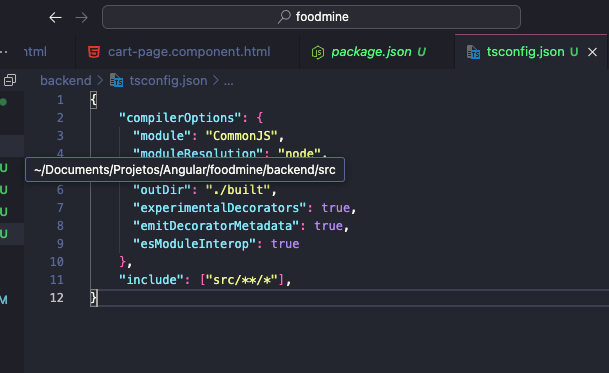 foodmine
html
cart-page.component.html
package.json U
tsconfig.json U
backend > tsconfig.json > ...
1 {
2 "compilerOptions": {
3 "module": "CommonJS",
4 "moduleResolution": "node",
~/Documents/Projetos/Angular/foodmine/backend/src
6 "outDir": "./built",
7 "experimentalDecorators": true,
8 "emitDecoratorMetadata": true,
9 "esModuleInterop": true
10 },
11 "include": ["src/**/*"],
12 }
U
U
U
U
M